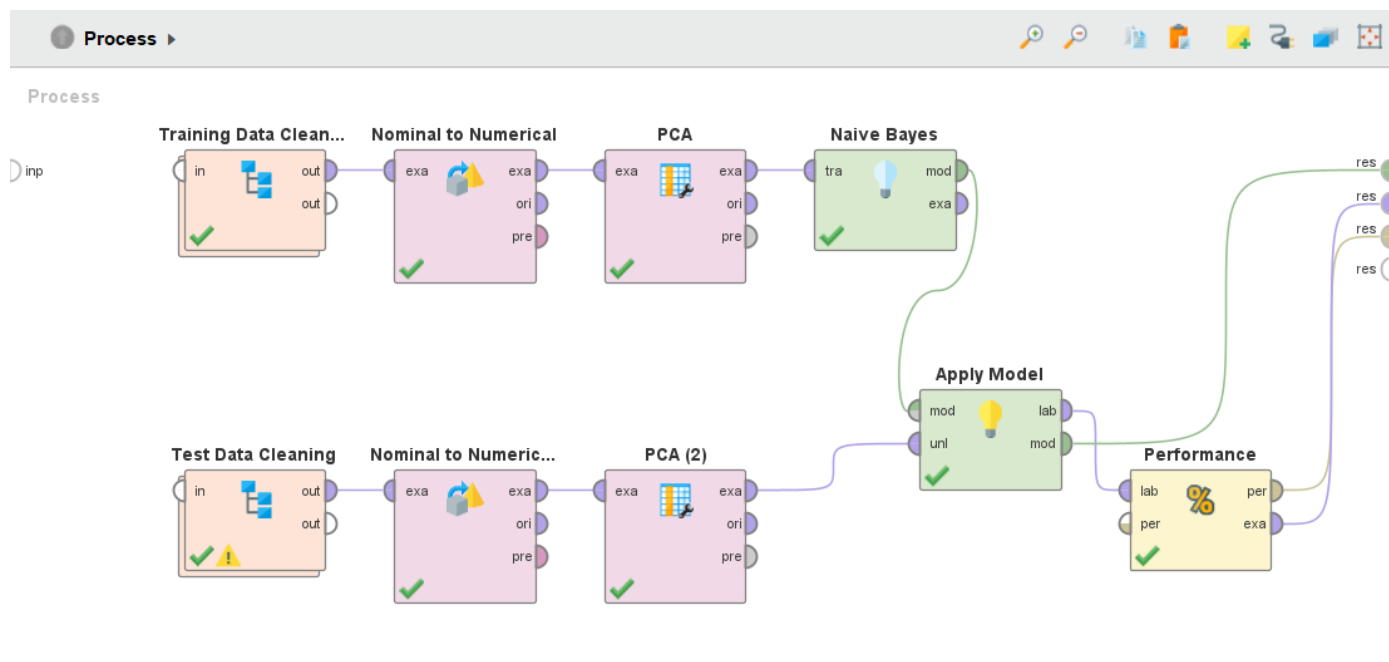 Process
Process
inp
Training Data Clean...
in
out
out
Nominal to Numerical
exa
exa
ori
pre
PCA
exa
exa
ori
pre
Naive Bayes
tra
mod
exa
res
res
res
res
Apply Model
mod
lab
unl
mod
Test Data Cleaning
in
out
out
Nominal to Numeric...
exa
exa
ori
pre
PCA (2)
exa
exa
ori
pre
Performance
lab
per
per
exa